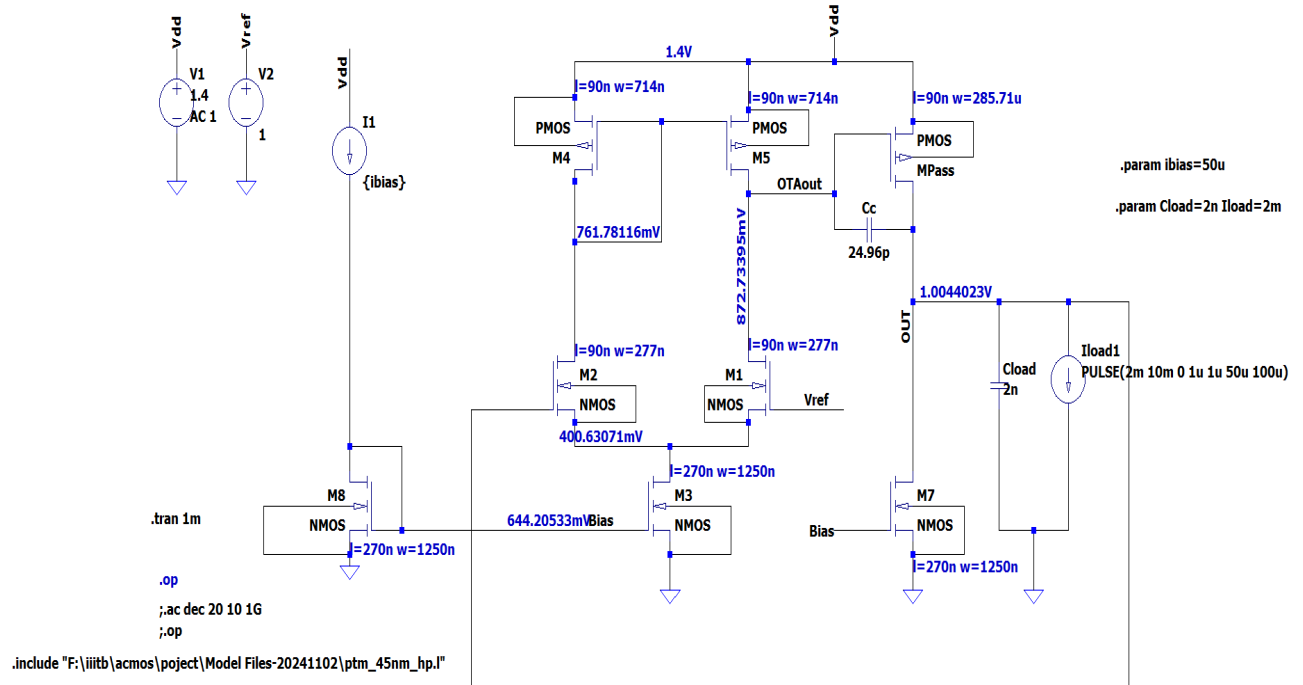 Vdd
Vref
Vdd
Vdd
1.4V
V1
1.4
AC 1
V2
1
I1
{ibias}
l=90n w=714n
PMOS
M4
l=90n w=714n
PMOS
M5
l=90n w=285.71u
PMOS
MPass
OTAout
Cc
24.96p
.param ibias=50u
.param Cload=2n Iload=2m
761.78116mV
872.73395mV
1.0044023V
OUT
l=90n w=277n
M2
NMOS
l=90n w=277n
M1
NMOS
Vref
Cload
2n
Iload1
PULSE(2m 10m 0 1u 1u 50u 100u)
400.63071mV
l=270n w=1250n
M8
NMOS
l=270n w=1250n
644.20533mV
Bias
M3
NMOS
Bias
M7
NMOS
l=270n w=1250n
.tran 1m
.op
;.ac dec 20 10 1G
;.op
.include "F:\iiitb\acmos\poject\Model Files-20241102\ptm_45nm_hp.l"